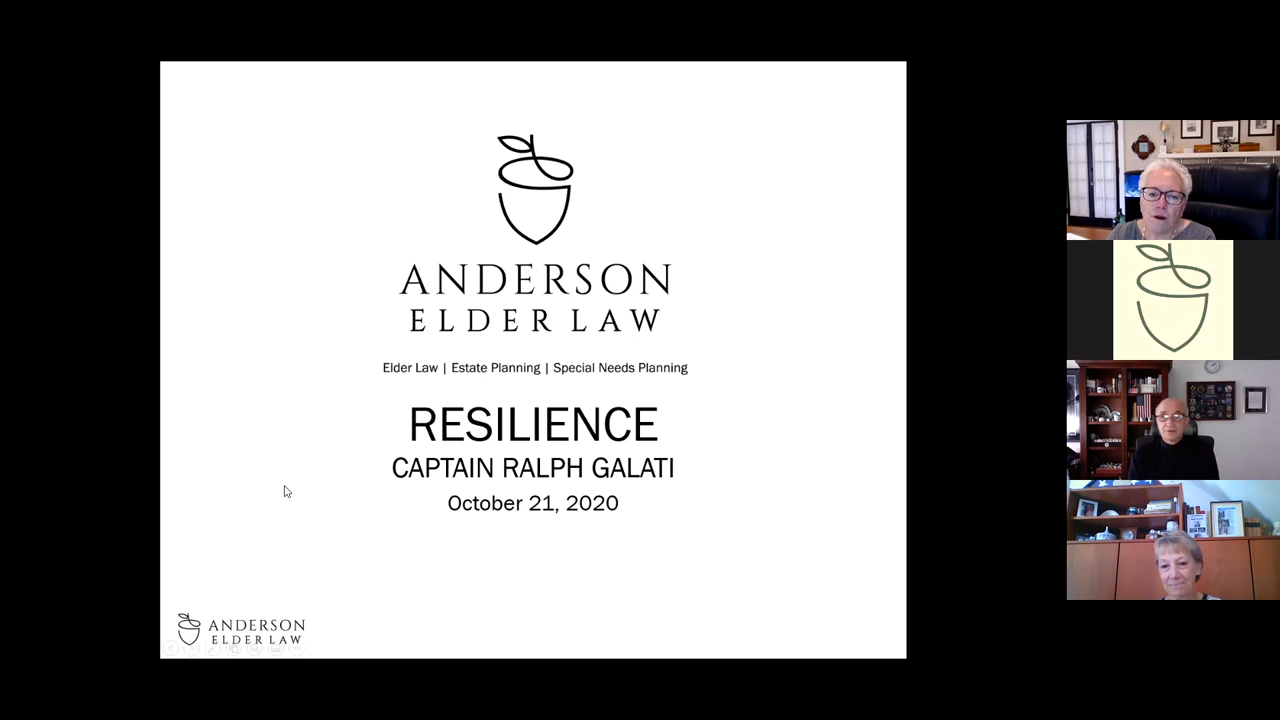 ANDERSON
ELDER LAW
Elder Law | Estate Planning | Special Needs Planning
RESILIENCE
CAPTAIN RALPH GALATI
October 21, 2020
ANDERSON
ELDER LAW